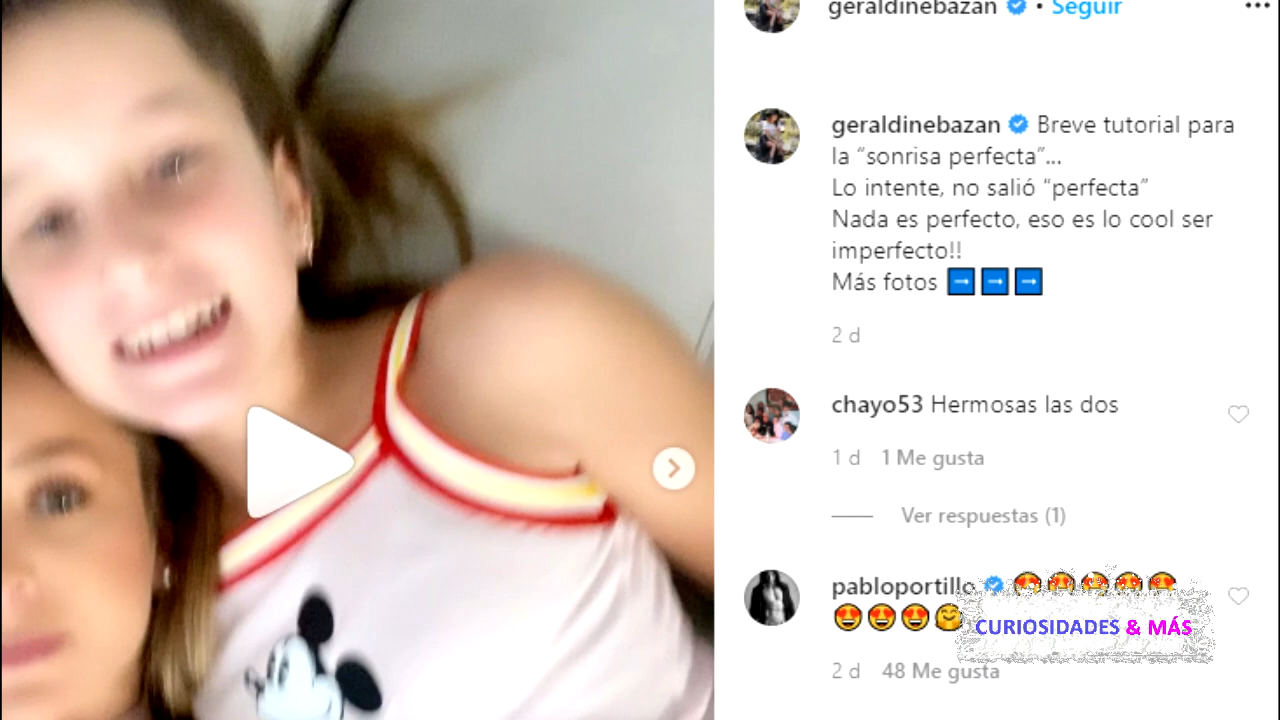 geraldinebazan • Seguir
geraldinebazan Breve tutorial para
la “sonrisa perfecta”...
Lo intente, no salió “perfecta”
Nada es perfecto, eso es lo cool ser
imperfecto!!
Más fotos
2 d
chayo53 Hermosas las dos
1 d 1 Me gusta
Ver respuestas (1)
pabloportillo
CURIOSIDADES & MÁS
2 d 48 Me gusta